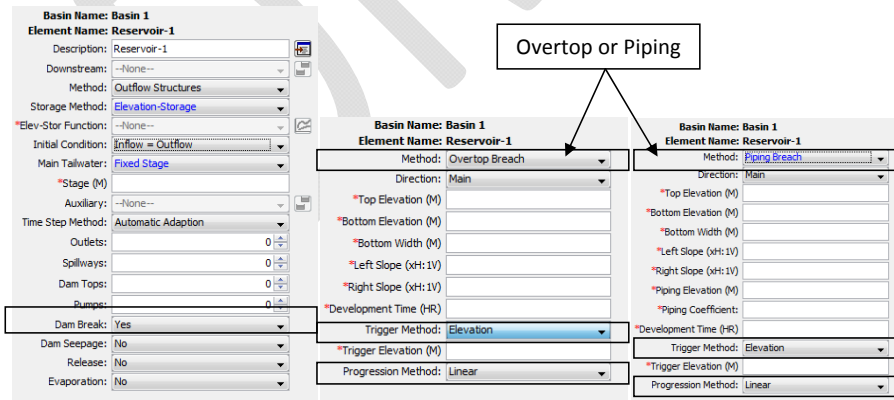 Basin Name: Basin 1
Element Name: Reservoir-1
Description: Reservoir-1
Downstream: --None--
Method: Outflow Structures
Storage Method: Elevation-Storage
*Elev-Stor Function: --None--
Initial Condition: Inflow = Outflow
Main Tailwater: Fixed Stage
*Stage (M)
Auxiliary: --None--
Time Step Method: Automatic Adaption
Outlets: 0
Spillways: 0
Dam Tops: 0
Pumps: 0
Dam Break: Yes
Dam Seepage: No
Release: No
Evaporation: No
Overtop or Piping
Basin Name: Basin 1
Element Name: Reservoir-1
Method: Overtop Breach
Direction: Main
*Top Elevation (M)
*Bottom Elevation (M)
*Bottom Width (M)
*Left Slope (xH:1V)
*Right Slope (xH:1V)
*Development Time (HR)
Trigger Method: Elevation
*Trigger Elevation (M)
Progression Method: Linear
Basin Name: Basin 1
Element Name: Reservoir-1
Method: Piping Breach
Direction: Main
*Top Elevation (M)
*Bottom Elevation (M)
*Bottom Width (M)
*Left Slope (xH:1V)
*Right Slope (xH:1V)
*Piping Elevation (M)
*Piping Coefficient:
*Development Time (HR)
Trigger Method: Elevation
*Trigger Elevation (M)
Progression Method: Linear